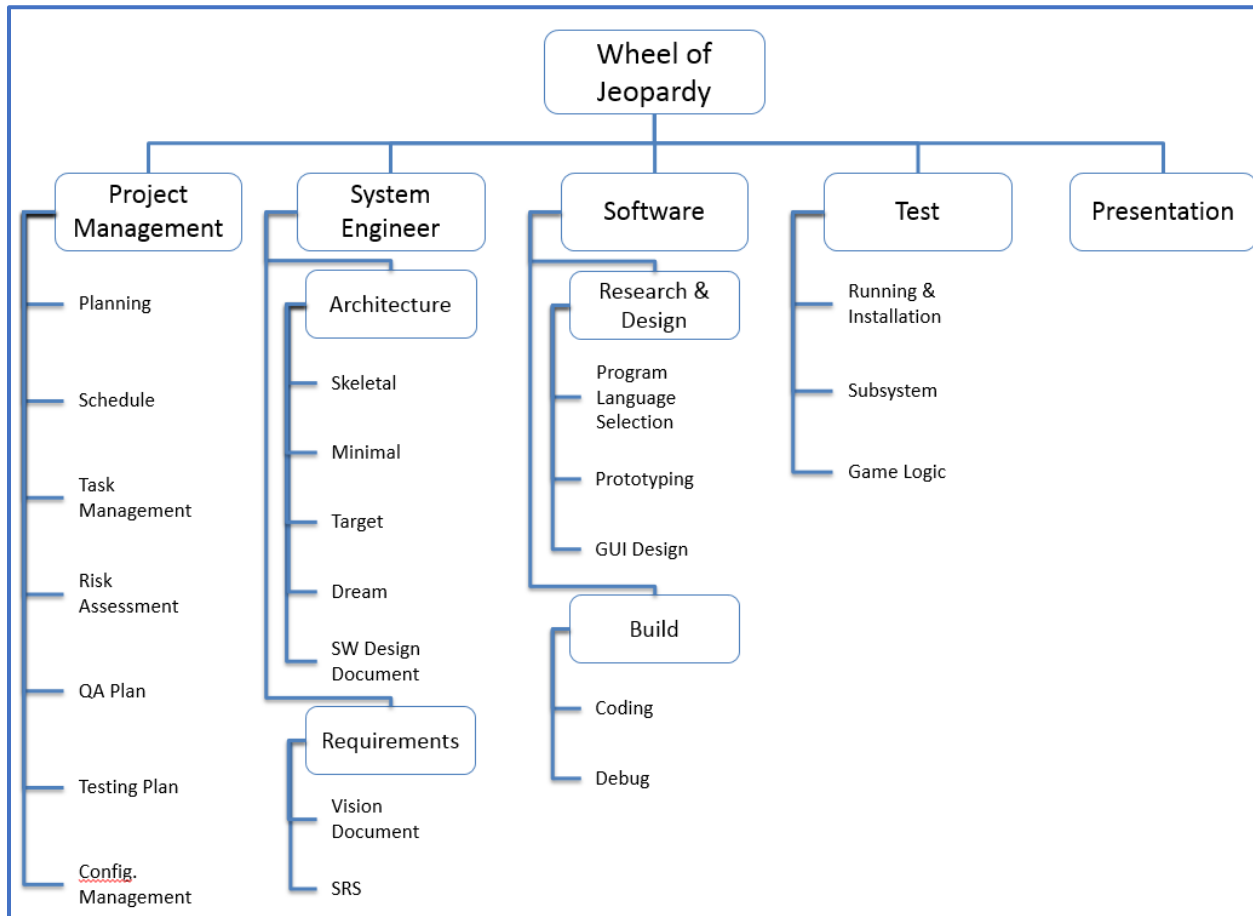 Wheel of
Jeopardy
Project
Management
Planning
Schedule
Task
Management
Risk
Assessment
QA Plan
Testing Plan
Config.
Management
System
Engineer
Architecture
Skeletal
Minimal
Target
Dream
SW Design
Document
Requirements
Vision
Document
SRS
Software
Research &
Design
Program
Language
Selection
Prototyping
GUI Design
Build
Coding
Debug
Test
Running &
Installation
Subsystem
Game Logic
Presentation